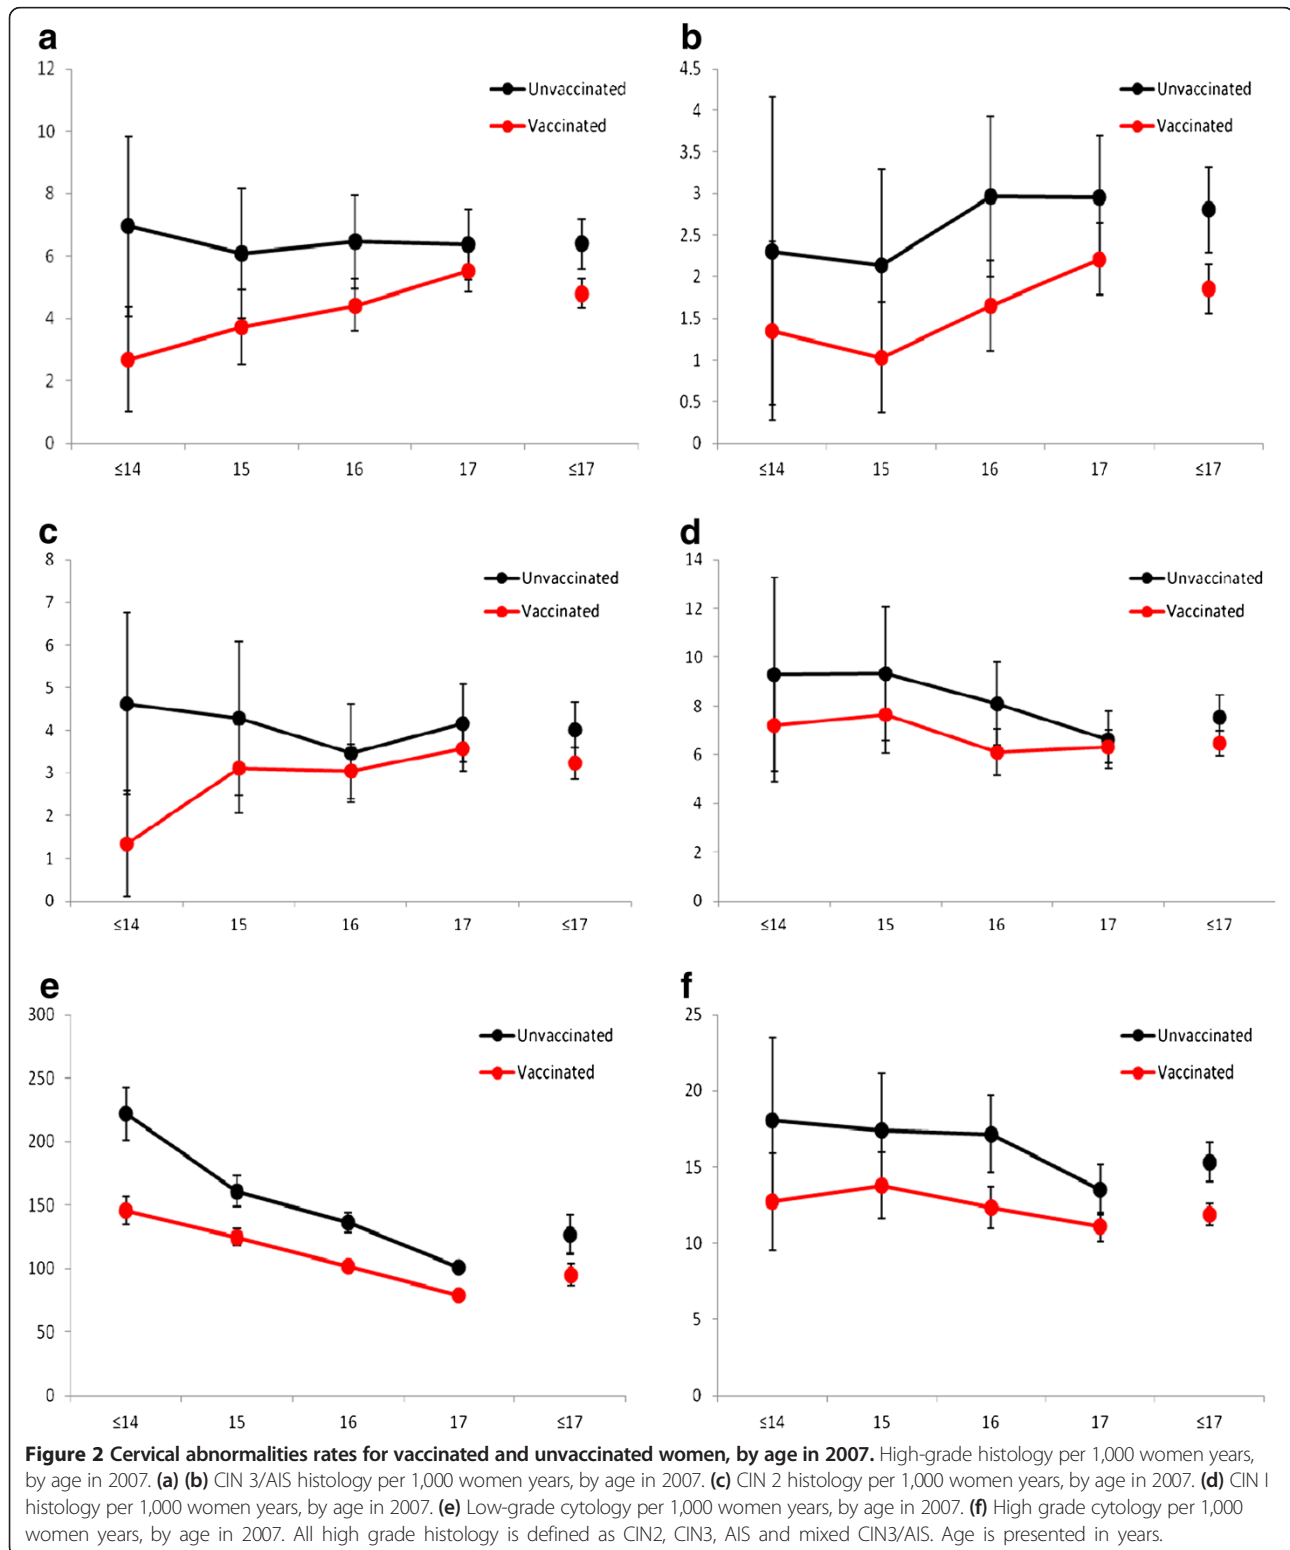 a
12
10
8
6
4
2
0
Unvaccinated
Vaccinated
≤14 15 16 17 ≤17
b
4.5
4
3.5
3
2.5
2
1.5
1
0.5
0
Unvaccinated
Vaccinated
≤14 15 16 17 ≤17
c
8
7
6
5
4
3
2
1
0
Unvaccinated
Vaccinated
≤14 15 16 17 ≤17
d
14
12
10
8
6
4
2
0
Unvaccinated
Vaccinated
≤14 15 16 17 ≤17
e
300
250
200
150
100
50
0
Unvaccinated
Vaccinated
≤14 15 16 17 ≤17
f
25
20
15
10
5
0
Unvaccinated
Vaccinated
≤14 15 16 17 ≤17
Figure 2 Cervical abnormalities rates for vaccinated and unvaccinated women, by age in 2007. High-grade histology per 1,000 women years,
by age in 2007. (a) (b) CIN 3/AIS histology per 1,000 women years, by age in 2007. (c) CIN 2 histology per 1,000 women years, by age in 2007. (d) CIN I
histology per 1,000 women years, by age in 2007. (e) Low-grade cytology per 1,000 women years, by age in 2007. (f) High grade cytology per 1,000
women years, by age in 2007. All high grade histology is defined as CIN2, CIN3, AIS and mixed CIN3/AIS. Age is presented in years.